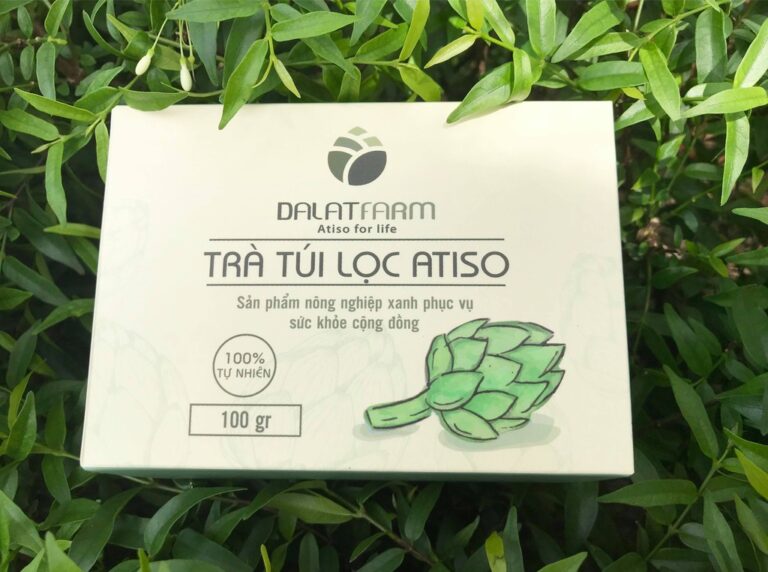 DALATFARM
Atiso for life
TRÀ TÚI LỌC ATISO
Sản phẩm nông nghiệp xanh phục vụ
sức khỏe cộng đồng
100%
TỰ NHIÊN
100 gr